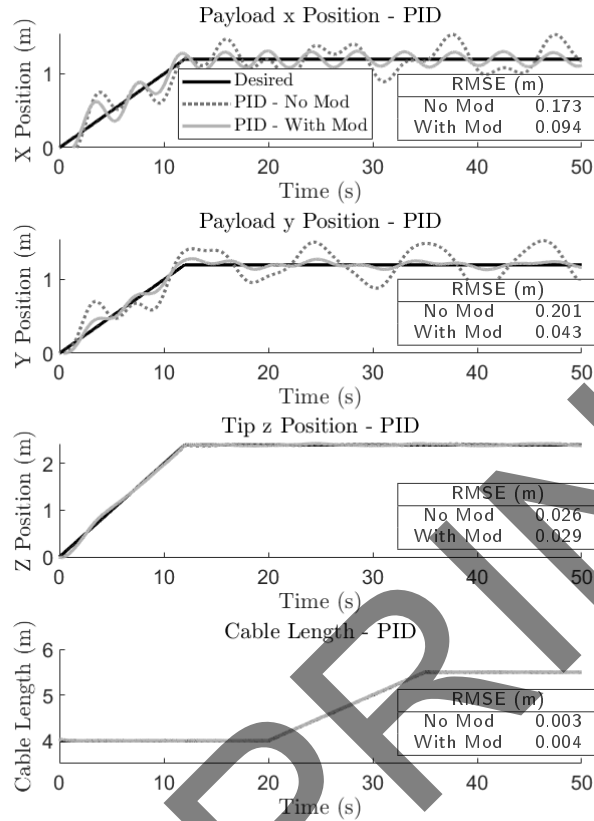 Payload x Position - PID
X Position (m)
1
0
Desired
PID - No Mod
PID - With Mod
RMSE (m)
No Mod 0.173
With Mod 0.094
0 10 20 30 40 50
Time (s)
Payload y Position - PID
Y Position (m)
1
0
RMSE (m)
No Mod 0.201
With Mod 0.043
0 10 20 30 40 50
Time (s)
Tip z Position - PID
Z Position (m)
2
1
0
RMSE (m)
No Mod 0.026
With Mod 0.029
0 10 20 30 40 50
Time (s)
Cable Length - PID
Cable Length (m)
6
5
4
RMSE (m)
No Mod 0.003
With Mod 0.004
0 10 20 30 40 50
Time (s)
PRIN